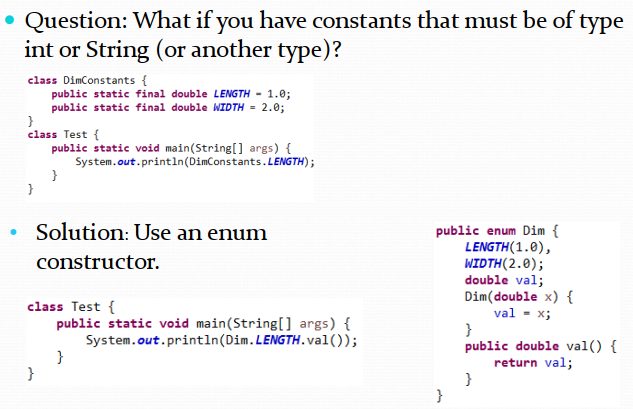 • Question: What if you have constants that must be of type
int or String (or another type)?
class DimConstants {
    public static final double LENGTH = 1.0;
    public static final double WIDTH = 2.0;
}
class Test {
    public static void main(String[] args) {
        System.out.println(DimConstants.LENGTH);
    }
}
• Solution: Use an enum
constructor.
class Test {
    public static void main(String[] args) {
        System.out.println(Dim.LENGTH.val());
    }
}
public enum Dim {
    LENGTH(1.0),
    WIDTH(2.0);
    double val;
    Dim(double x) {
        val = x;
    }
    public double val() {
        return val;
    }
}